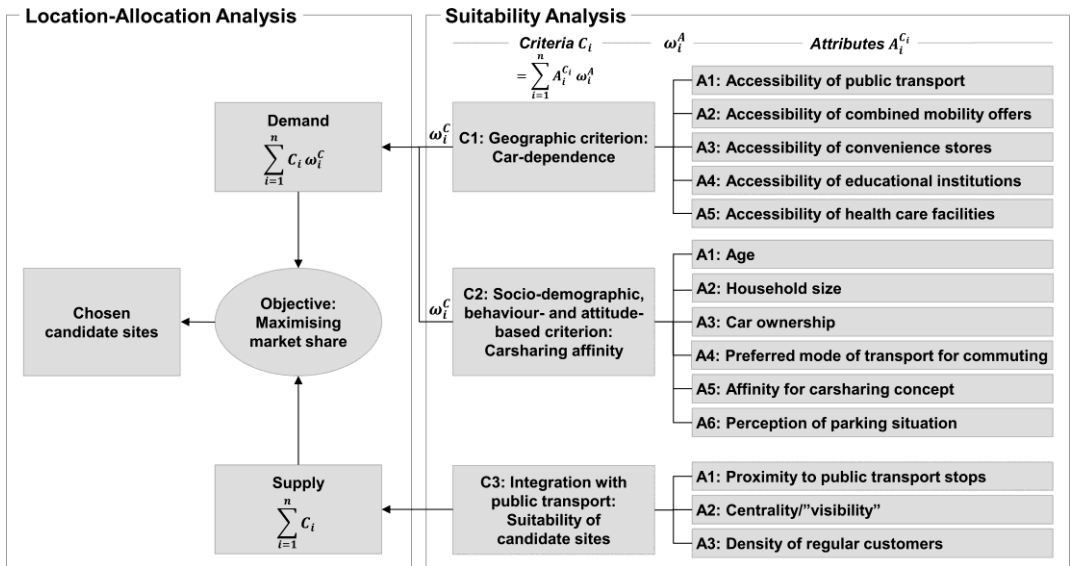 Location-Allocation Analysis
Demand
n
∑ C_i ω_i^C
i=1
Chosen
candidate sites
Objective:
Maximising
market share
Supply
n
∑ C_i
i=1
Suitability Analysis
Criteria C_i
n
= ∑ A_i^{C_i} ω_i^A
i=1
ω_i^A
Attributes A_i^{C_i}
ω_i^C
C1: Geographic criterion:
Car-dependence
A1: Accessibility of public transport
A2: Accessibility of combined mobility offers
A3: Accessibility of convenience stores
A4: Accessibility of educational institutions
A5: Accessibility of health care facilities
ω_i^C
C2: Socio-demographic,
behaviour- and attitude-
based criterion:
Carsharing affinity
A1: Age
A2: Household size
A3: Car ownership
A4: Preferred mode of transport for commuting
A5: Affinity for carsharing concept
A6: Perception of parking situation
C3: Integration with
public transport:
Suitability of
candidate sites
A1: Proximity to public transport stops
A2: Centrality/”visibility”
A3: Density of regular customers